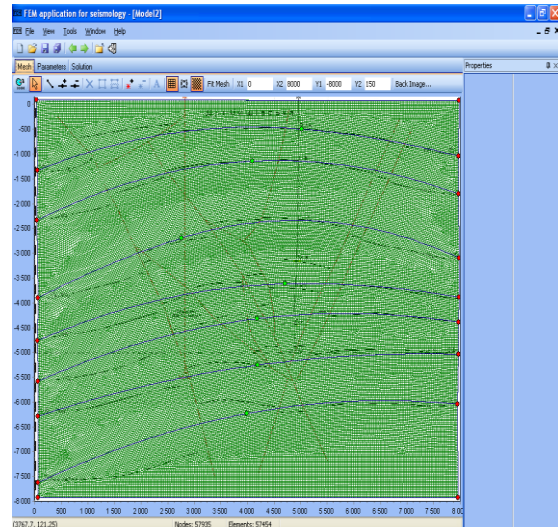 FEM application for seismology - [Model2]
File View Tools Window Help
Mesh Parameters Solution
Properties
Fit Mesh X1 0 X2 8000 Y1 -8000 Y2 150 Back Image...
0
-500
-1 000
-1 500
-2 000
-2 500
-3 000
-3 500
-4 000
-4 500
-5 000
-5 500
-6 000
-6 500
-7 000
-7 500
-8 000
0 500 1 000 1 500 2 000 2 500 3 000 3 500 4 000 4 500 5 000 5 500 6 000 6 500 7 000 7 500 8 00
(3767.7, 121.25) Nodes: 57935 Elements: 57454